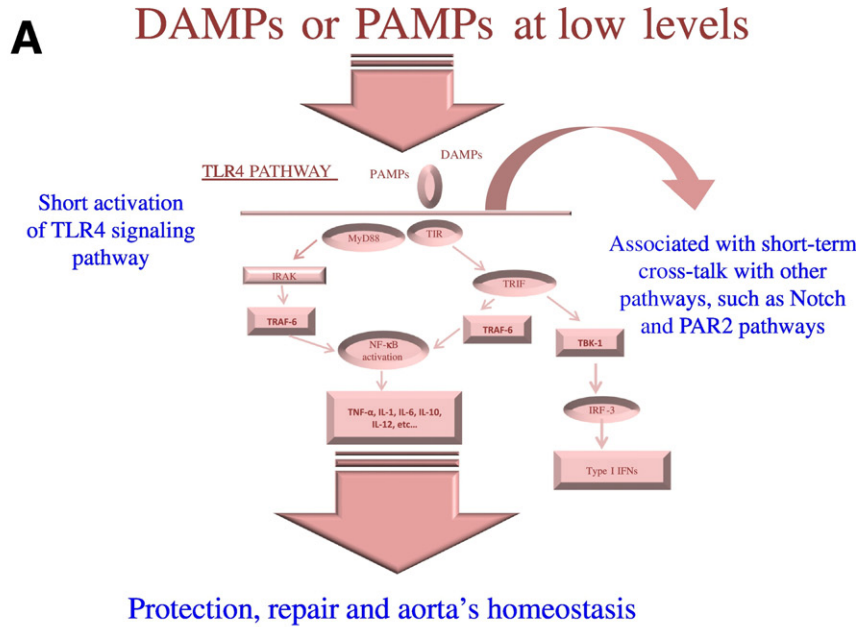 A
DAMPs or PAMPs at low levels
TLR4 PATHWAY
PAMPs
DAMPs
Short activation
of TLR4 signaling
pathway
MyD88
TIR
Associated with short-term
cross-talk with other
pathways, such as Notch
and PAR2 pathways
IRAK
TRIF
TRAF-6
NF-κB
activation
TRAF-6
TBK-1
TNF-α, IL-1, IL-6, IL-10,
IL-12, etc...
IRF-3
Type 1 IFNs
Protection, repair and aorta's homeostasis